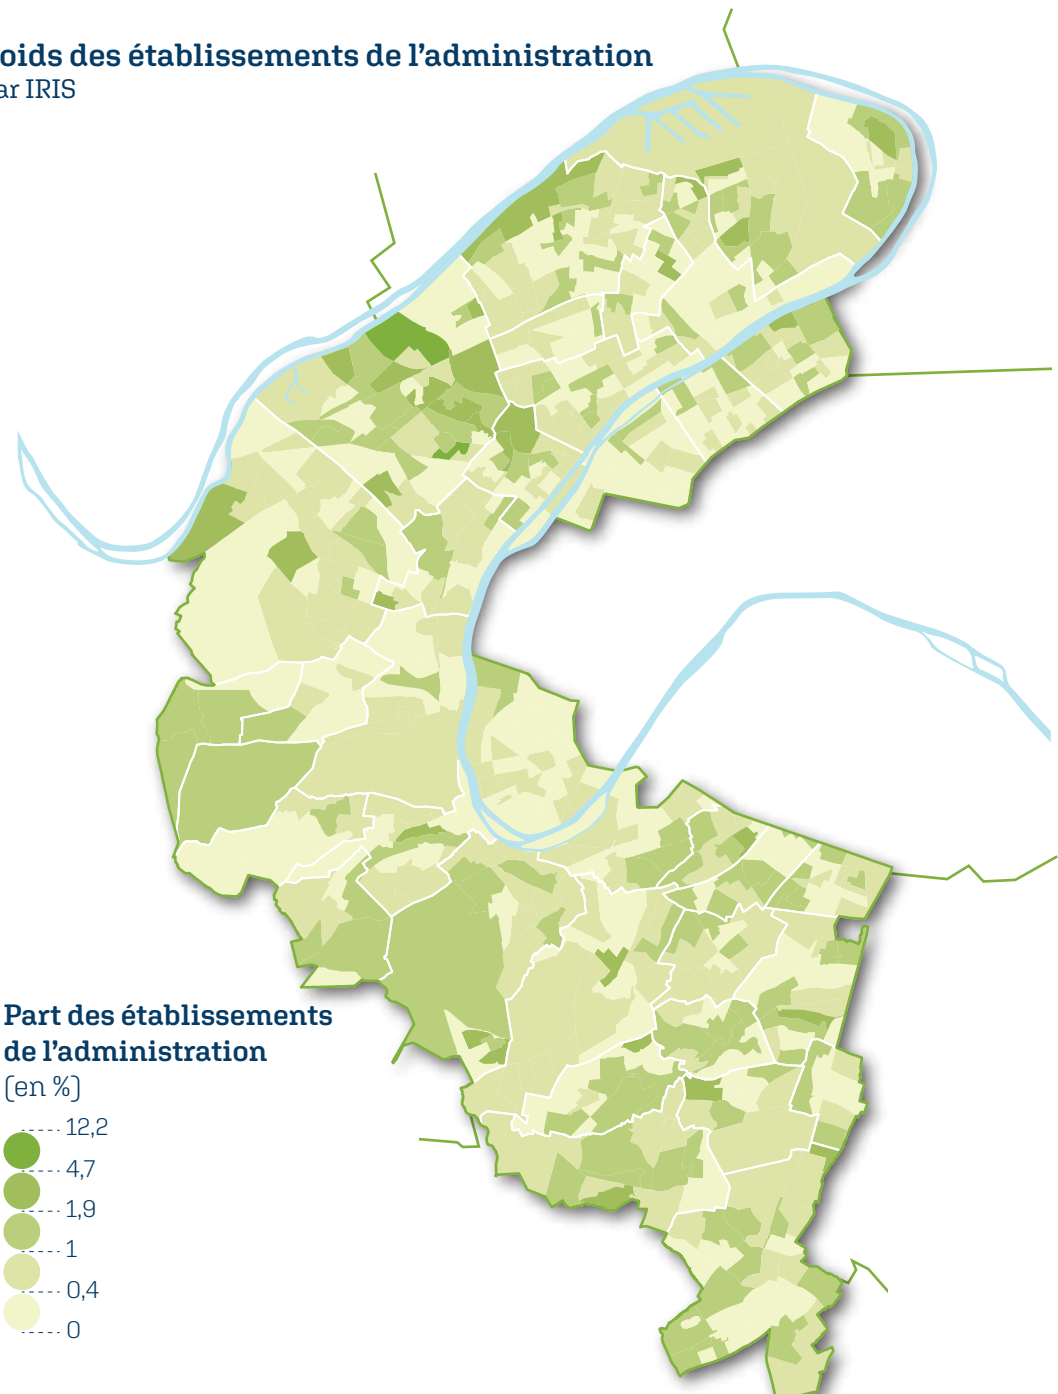 oids des établissements de l'administration
ar IRIS
Part des établissements
de l'administration
(en %)
12,2
4,7
1,9
1
0,4
0